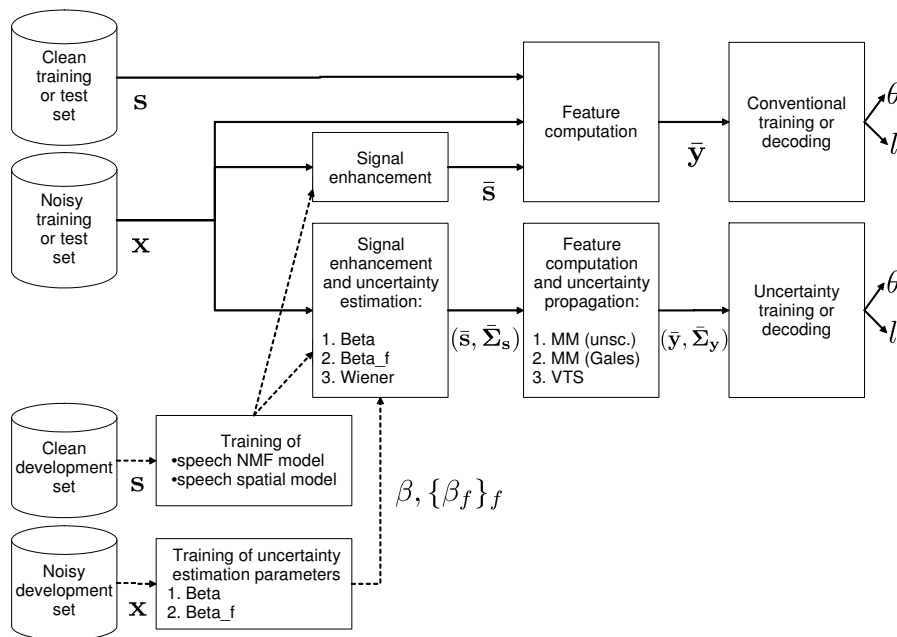 Clean
training
or test
set
s
Noisy
training
or test
set
x
Signal
enhancement
s̄
Feature
computation
ȳ
Conventional
training or
decoding
θ
l
Signal
enhancement
and uncertainty
estimation:
1. Beta
2. Beta_f
3. Wiener
(s̄, Σ̄ₛ)
Feature
computation
and uncertainty
propagation:
1. MM (unsc.)
2. MM (Gales)
3. VTS
(ȳ, Σ̄_y)
Uncertainty
training or
decoding
θ
l
Clean
development
set
s
Training of
•speech NMF model
•speech spatial model
β, {β_f}_f
Noisy
development
set
x
Training of uncertainty
estimation parameters
1. Beta
2. Beta_f